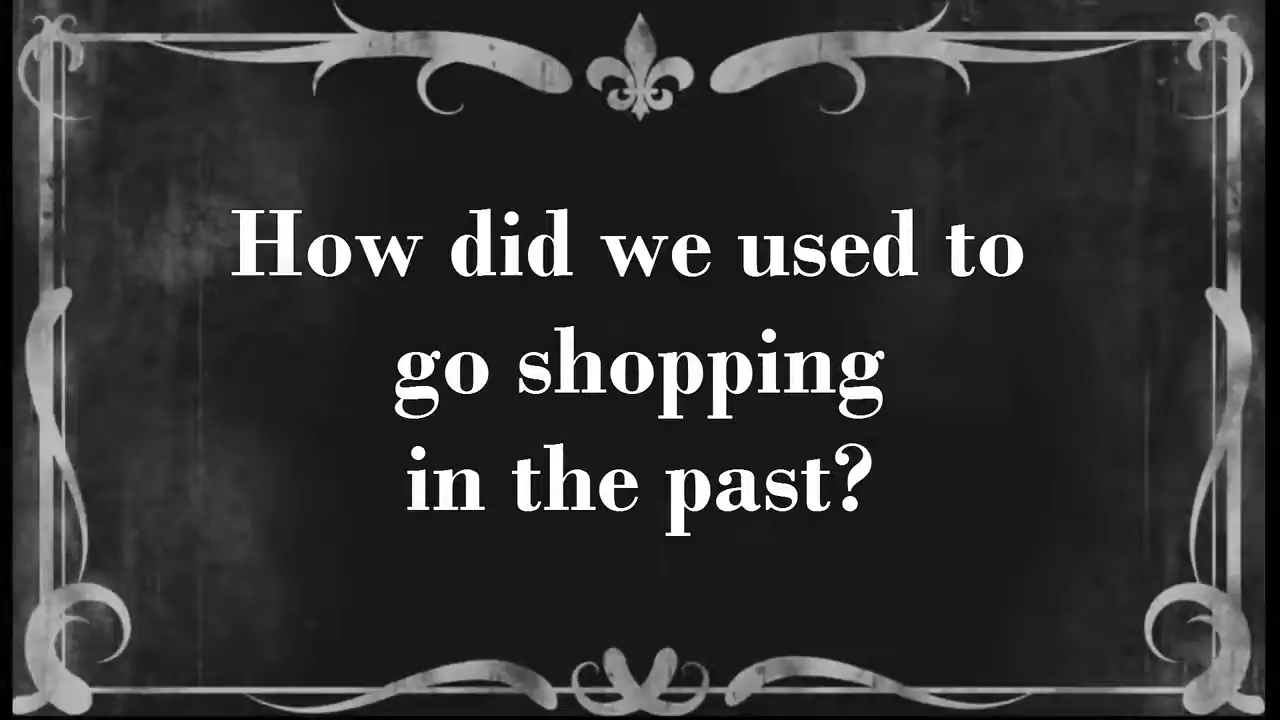 How did we used to
go shopping
in the past?